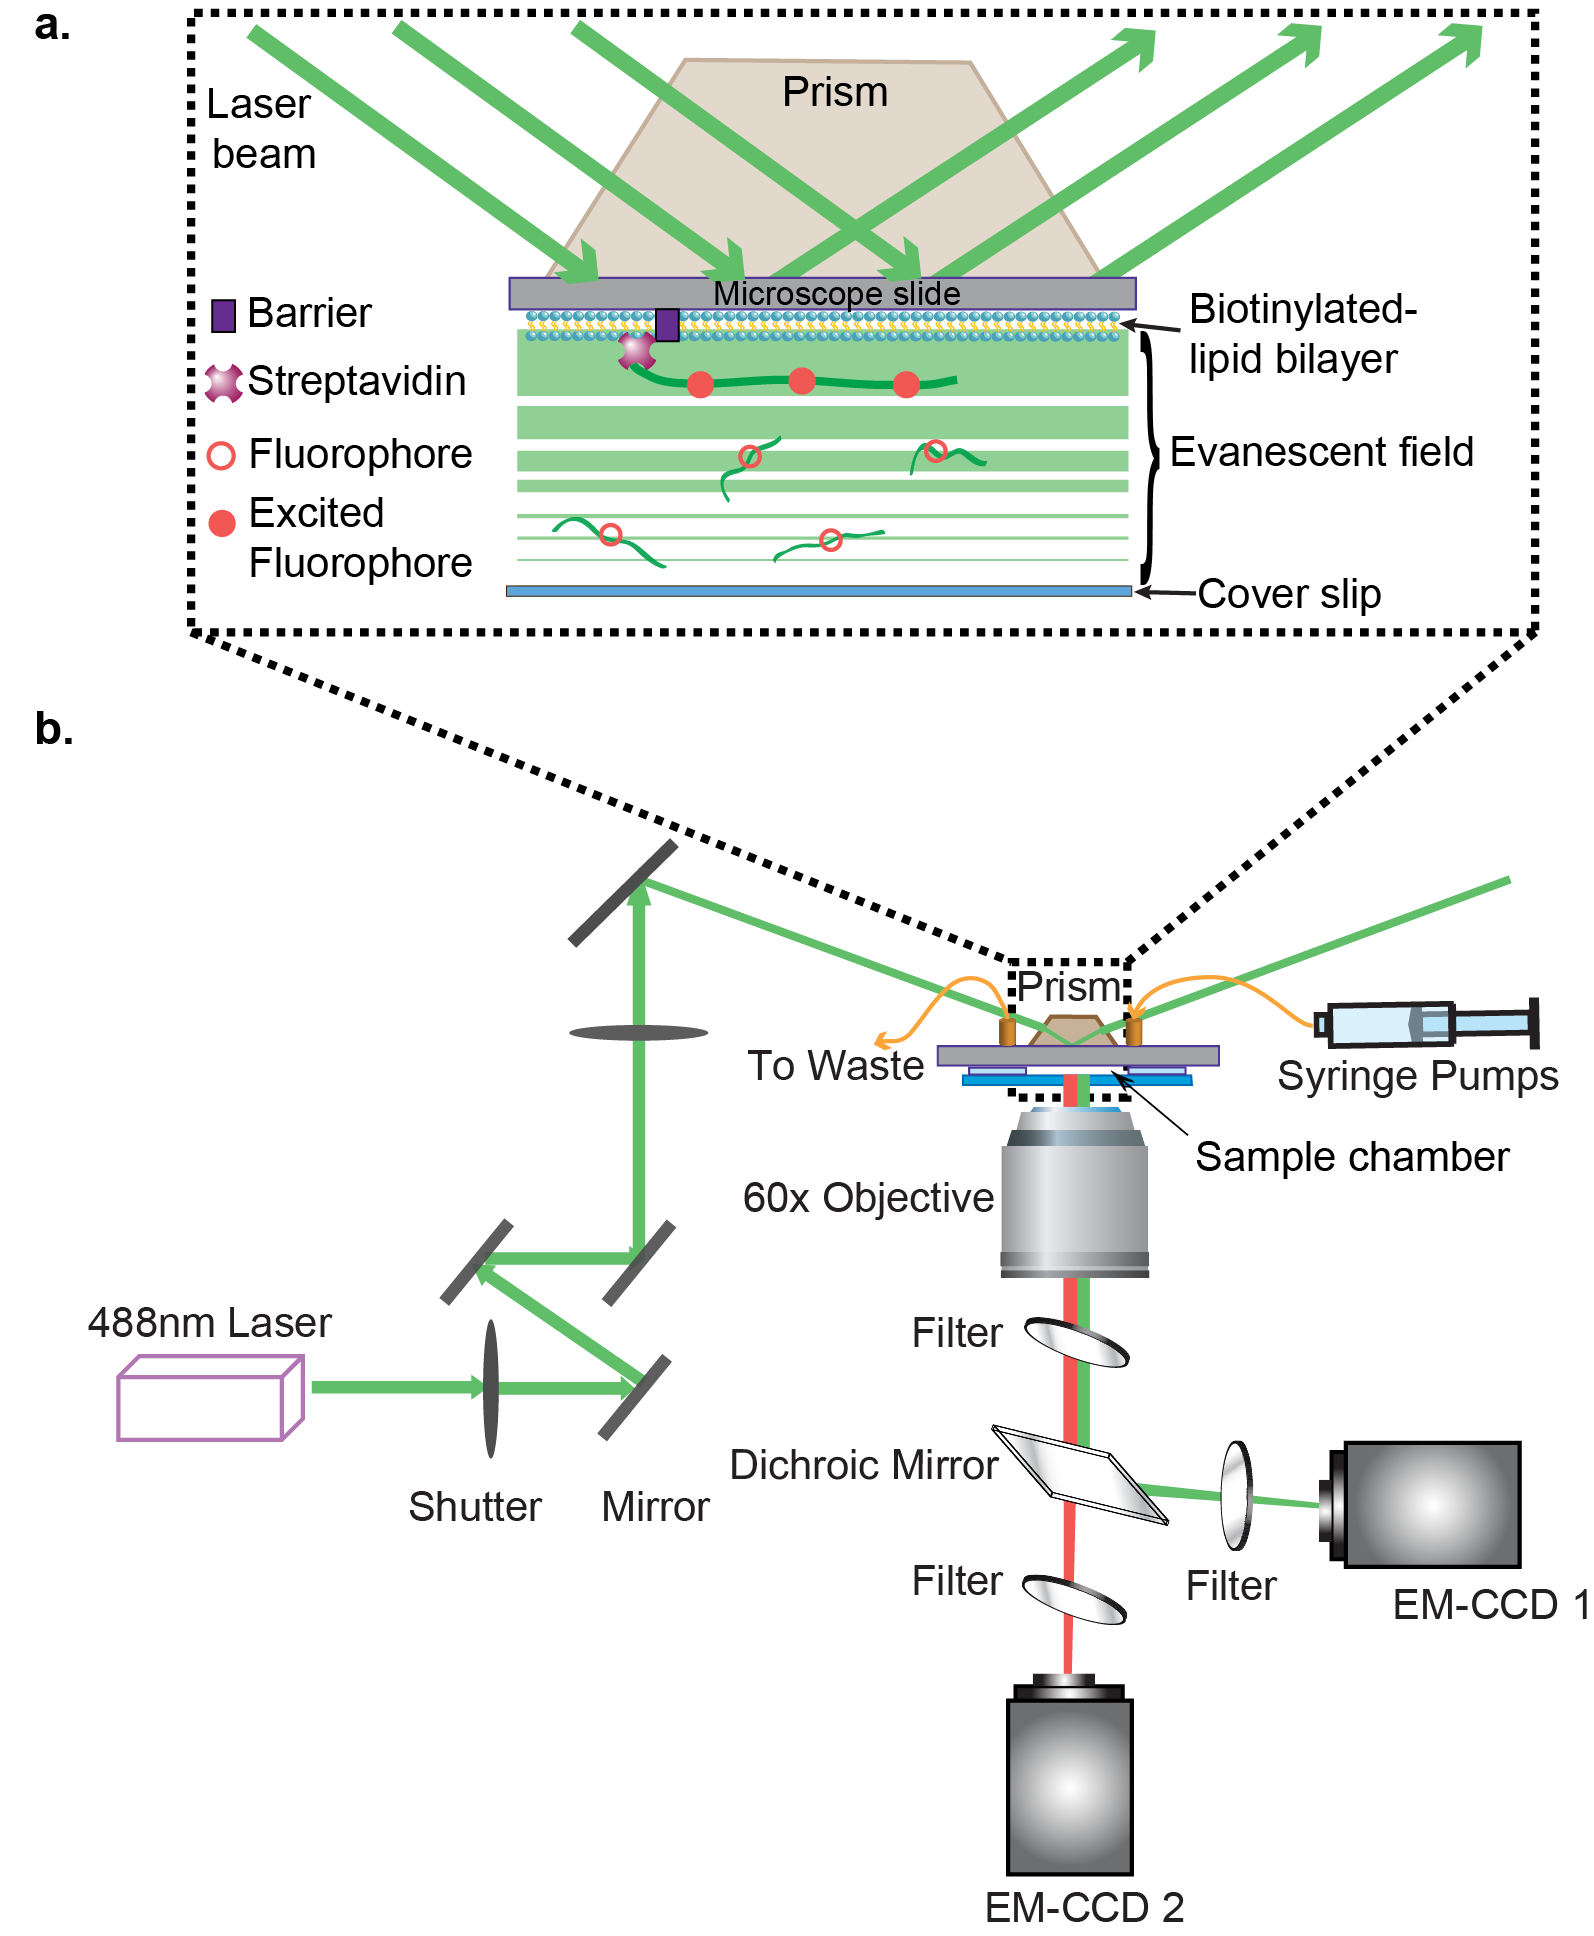 a.
Prism
Laser
beam
Microscope slide
Barrier
Biotinylated-
lipid bilayer
Streptavidin
Fluorophore
Evanescent field
Excited
Fluorophore
Cover slip
b.
Prism
To Waste
Syringe Pumps
Sample chamber
60x Objective
488nm Laser
Filter
Dichroic Mirror
Shutter
Mirror
Filter
Filter
EM-CCD 1
EM-CCD 2